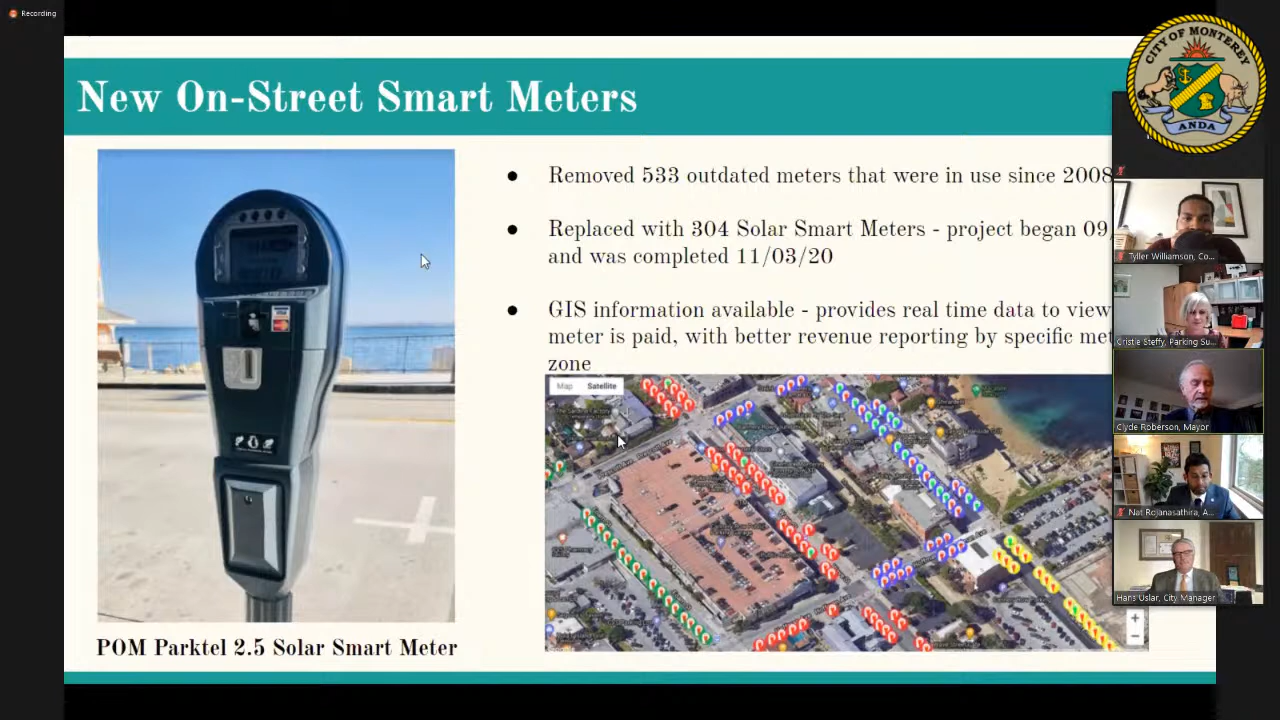 Recording
New On-Street Smart Meters
CITY OF MONTEREY
ANDA
● Removed 533 outdated meters that were in use since 2008
● Replaced with 304 Solar Smart Meters - project began 09
and was completed 11/03/20
● GIS information available - provides real time data to view
meter is paid, with better revenue reporting by specific met
zone
Map Satellite
VISA
POM Parktel 2.5 Solar Smart Meter
Tyller Williamson, Co...
Cristie Steffy, Parking Su...
Clyde Roberson, Mayor
Nat Rojanasathira, A...
Hans Uslar, City Manager